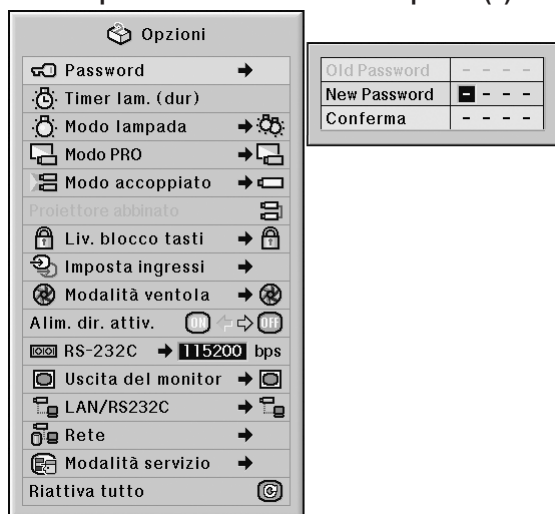 Opzioni
Password
Timer lam. (dur)
Modo lampada
Modo PRO
Modo accoppiato
Proiettore abbinato
Liv. blocco tasti
Imposta ingressi
Modalità ventola
Alim. dir. attiv. ON OFF
RS-232C 115200 bps
Uscita del monitor
LAN/RS232C
Rete
Modalità servizio
Riattiva tutto
Old Password - - - -
New Password - - - -
Conferma - - - -